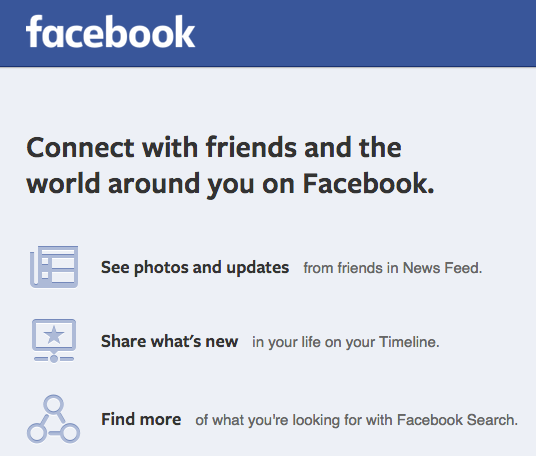 facebook
Connect with friends and the
world around you on Facebook.
See photos and updates from friends in News Feed.
Share what's new in your life on your Timeline.
Find more of what you're looking for with Facebook Search.